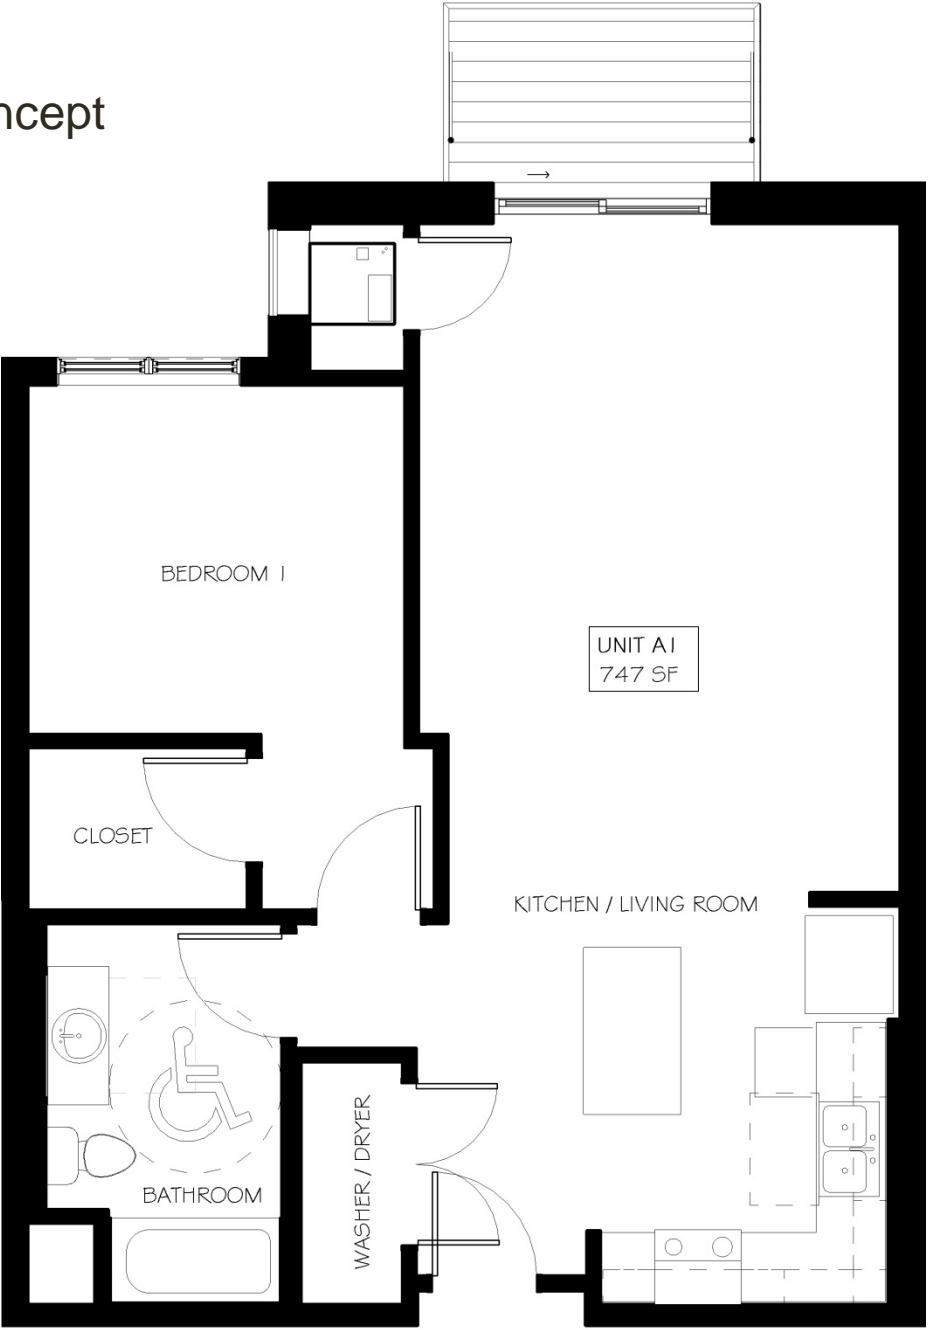 ncept
BEDROOM 1
UNIT A1
747 SF
CLOSET
KITCHEN / LIVING ROOM
WASHER / DRYER
BATHROOM